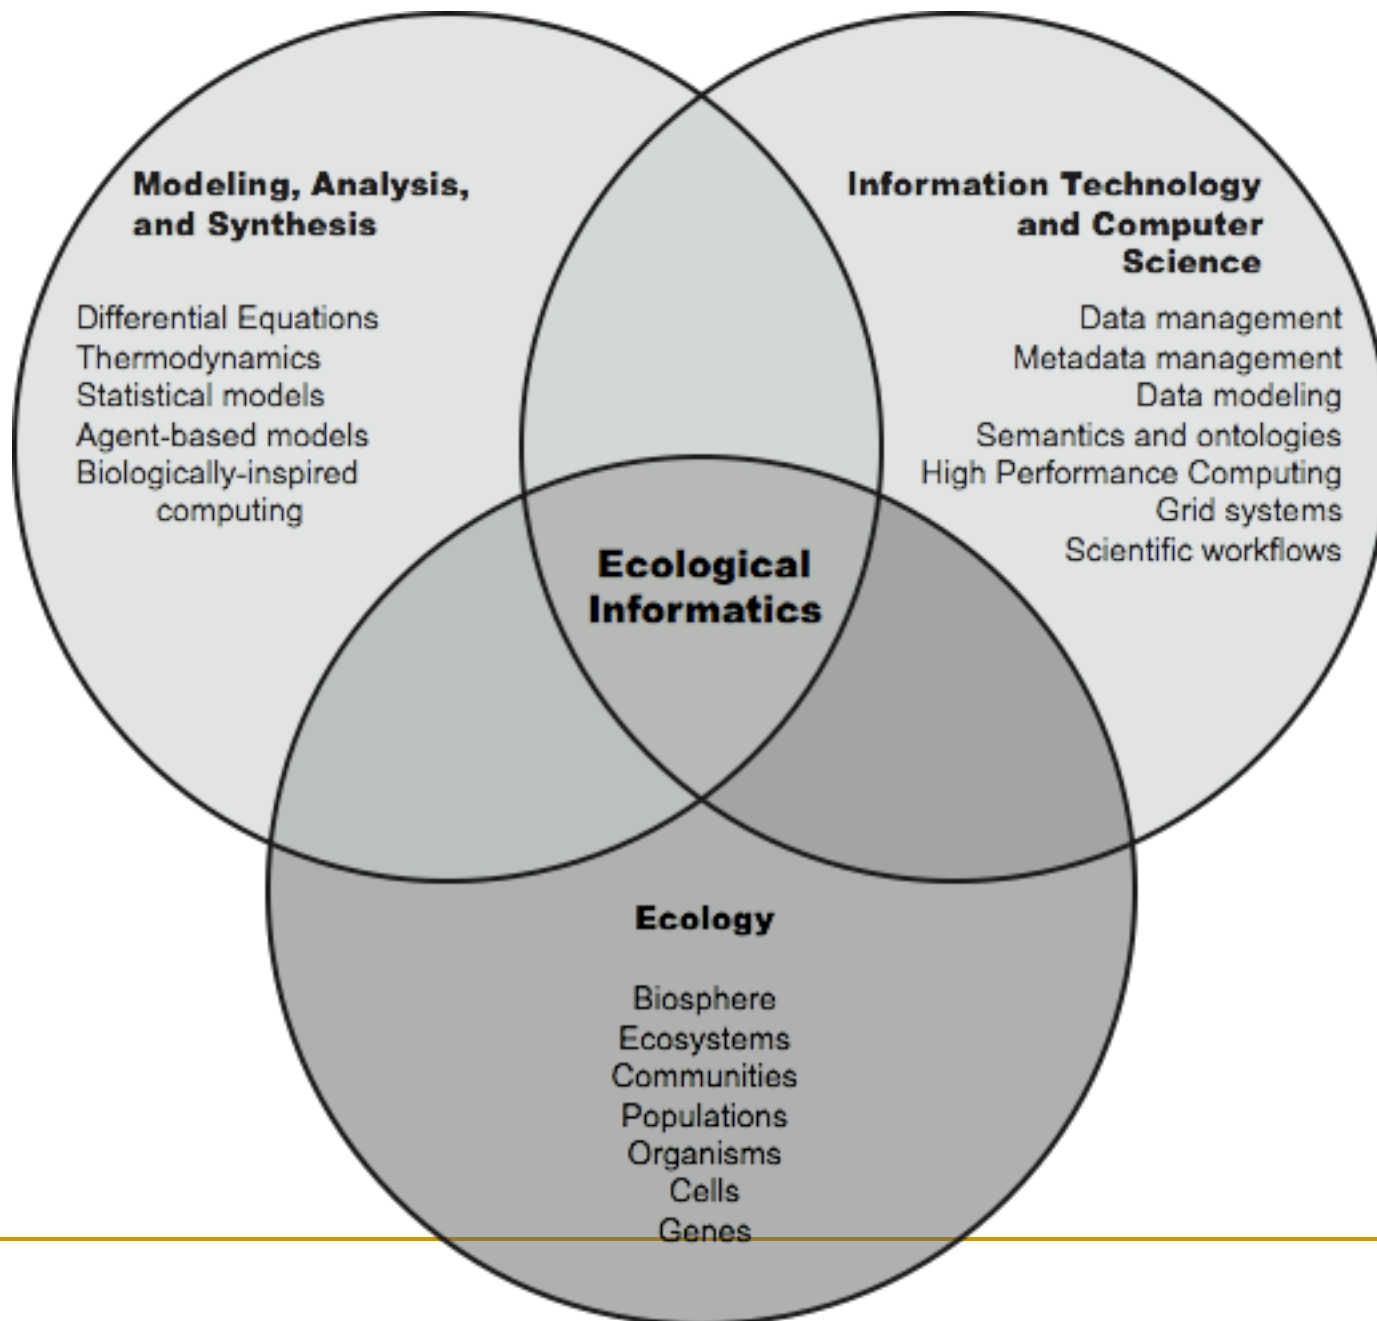 Modeling, Analysis,
and Synthesis
Differential Equations
Thermodynamics
Statistical models
Agent-based models
Biologically-inspired
computing
Information Technology
and Computer
Science
Data management
Metadata management
Data modeling
Semantics and ontologies
High Performance Computing
Grid systems
Scientific workflows
Ecological
Informatics
Ecology
Biosphere
Ecosystems
Communities
Populations
Organisms
Cells
Genes